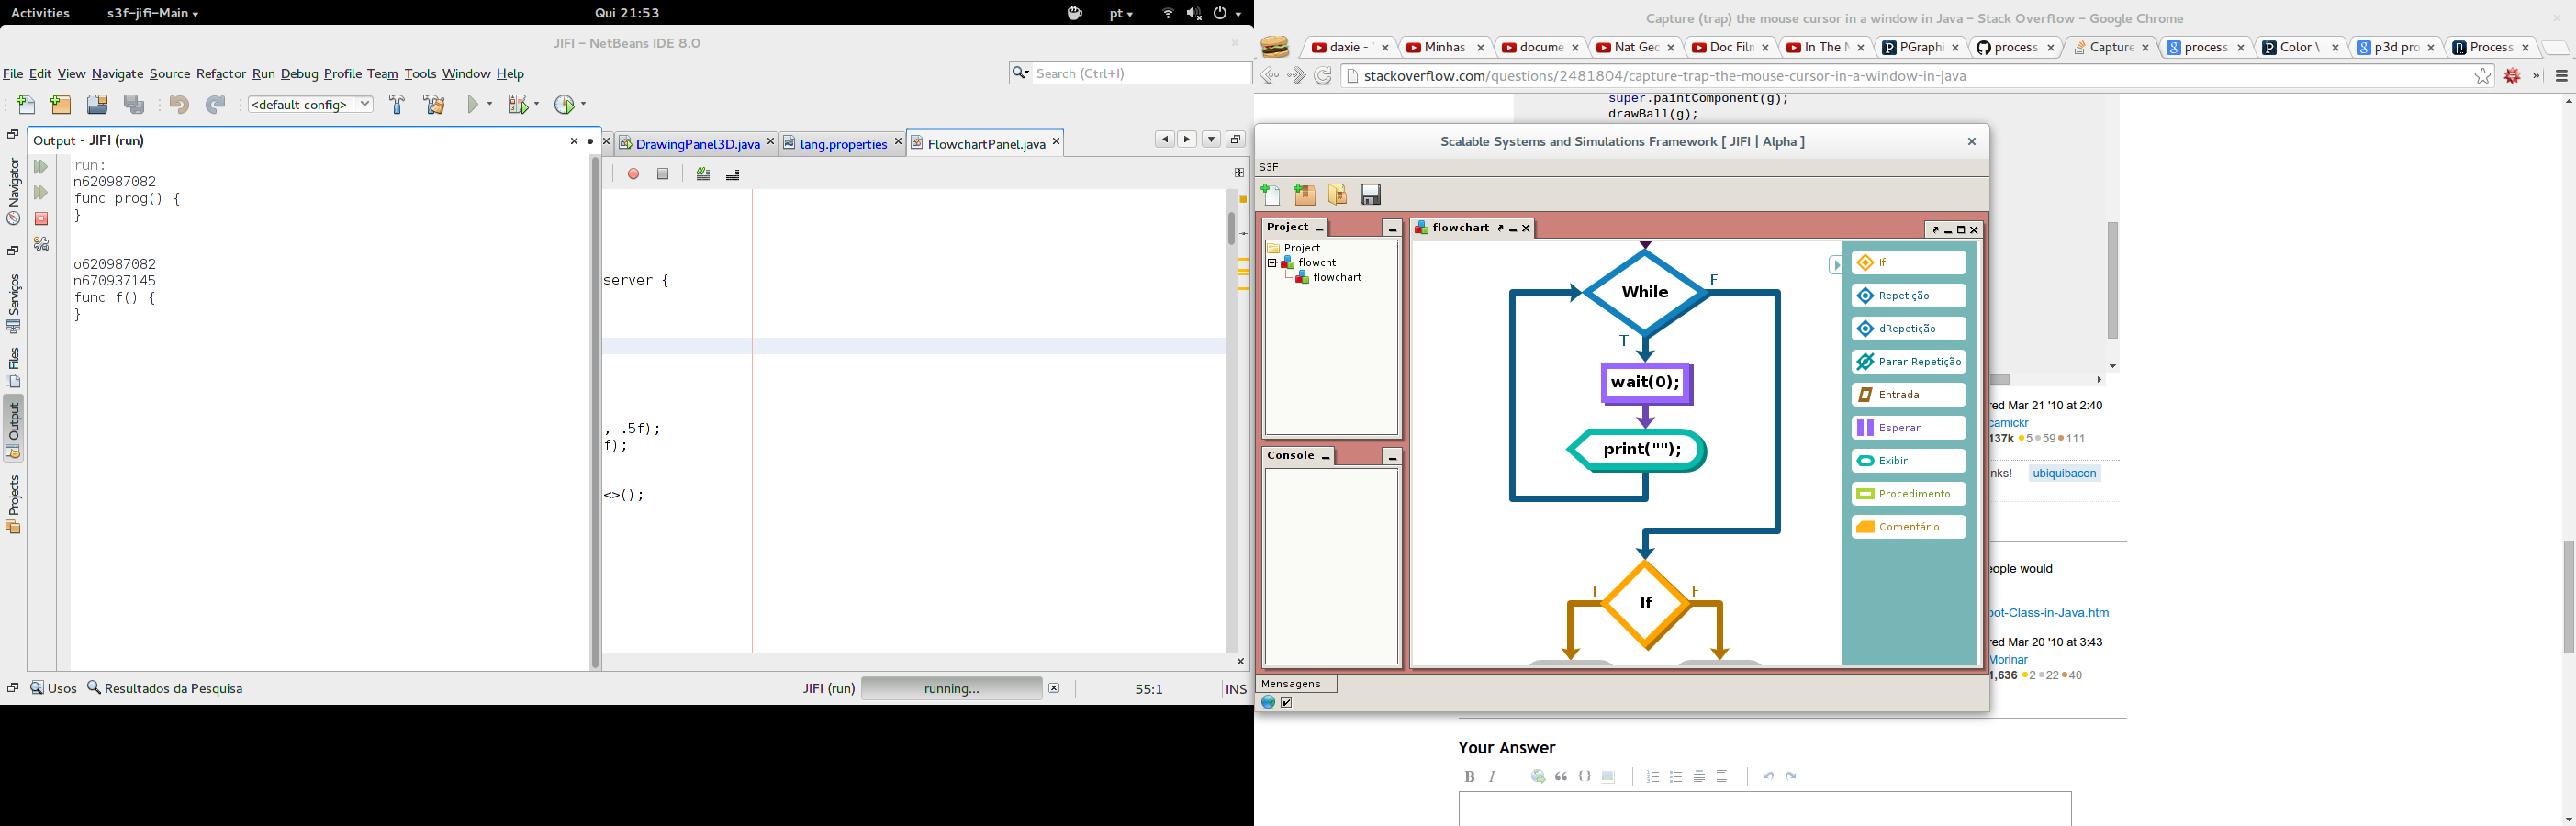 Activities s3f-jifi-Main Qui 21:53 pt
JIFI – NetBeans IDE 8.0
File Edit View Navigate Source Refactor Run Debug Profile Team Tools Window Help
Search (Ctrl+I)
<default config>
Output - JIFI (run)
DrawingPanel3D.java
lang.properties
FlowchartPanel.java
Navigator
Serviços
Files
Output
Projects
run:
n620987082
func prog() {
}
o620987082
n670937145
func f() {
}
server {
, .5f);
f);
<>();
Usos Resultados da Pesquisa
JIFI (run) running... 55:1 INS
Capture (trap) the mouse cursor in a window in Java – Stack Overflow – Google Chrome
daxie -
Minhas
docume
Nat Geo
Doc Film
In The
PGraphi
process
Capture
process
Color \
p3d pro
Process
stackoverflow.com/questions/2481804/capture-trap-the-mouse-cursor-in-a-window-in-java
super.paintComponent(g);
drawBall(g);
Scalable Systems and Simulations Framework [ JIFI | Alpha ]
S3F
Project
Project
flowcht
flowchart
Console
flowchart
While
F
T
wait(0);
print("");
T
If
F
If
Repetição
dRepetição
Parar Repetição
Entrada
Esperar
Exibir
Procedimento
Comentário
Mensagens
red Mar 21 '10 at 2:40
camickr
137k 5 59 111
nks! – ubiquibacon
eople would
bot-Class-in-Java.htm
red Mar 20 '10 at 3:43
Morinar
1,636 2 22 40
Your Answer
B I